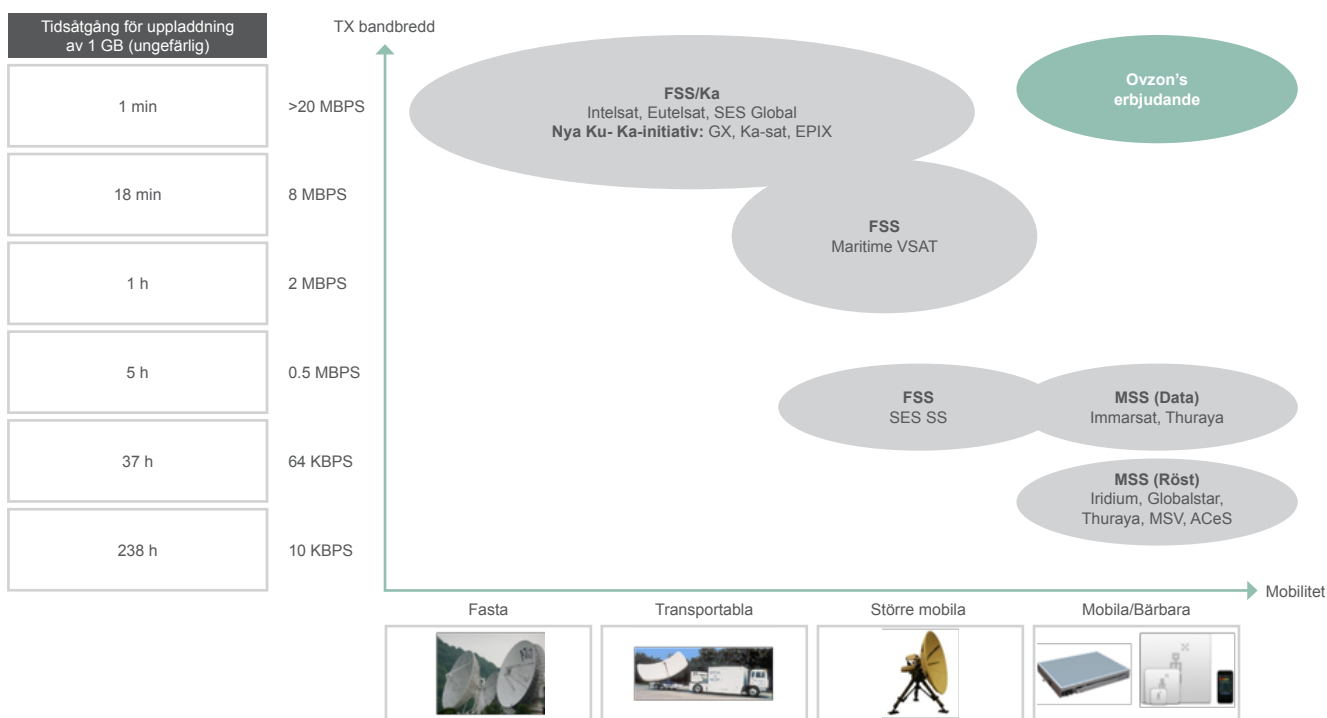 Tidsåtgång för uppladdning
av 1 GB (ungefärlig)
TX bandbredd
1 min
>20 MBPS
18 min
8 MBPS
1 h
2 MBPS
5 h
0.5 MBPS
37 h
64 KBPS
238 h
10 KBPS
FSS/Ka
Intelsat, Eutelsat, SES Global
Nya Ku- Ka-initiativ: GX, Ka-sat, EPIX
Ovzon's
erbjudande
FSS
Maritime VSAT
FSS
SES SS
MSS (Data)
Immarsat, Thuraya
MSS (Röst)
Iridium, Globalstar,
Thuraya, MSV, ACeS
Mobilitet
Fasta
Transportabla
Större mobila
Mobila/Bärbara